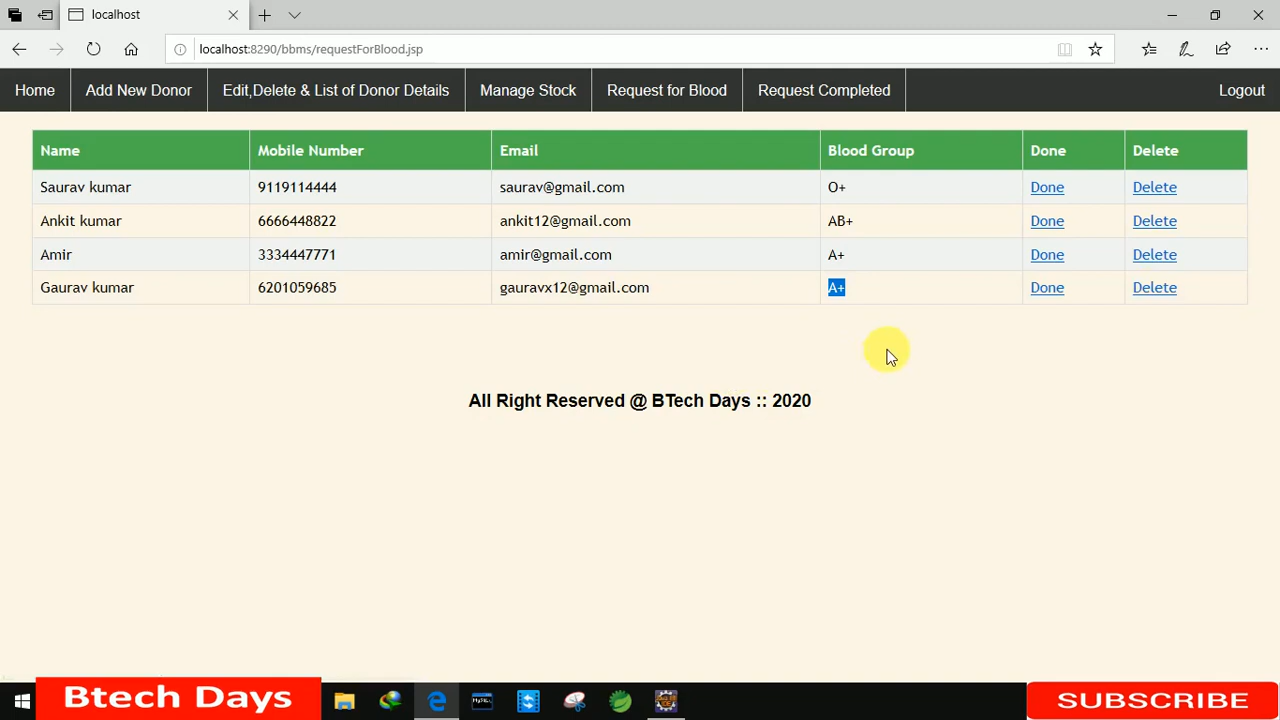 localhost
localhost:8290/bbms/requestForBlood.jsp
Home Add New Donor Edit,Delete & List of Donor Details Manage Stock Request for Blood Request Completed Logout
Name Mobile Number Email Blood Group Done Delete
Saurav kumar 9119114444 saurav@gmail.com O+ Done Delete
Ankit kumar 6666448822 ankit12@gmail.com AB+ Done Delete
Amir 3334447771 amir@gmail.com A+ Done Delete
Gaurav kumar 6201059685 gauravx12@gmail.com A+ Done Delete
All Right Reserved @ BTech Days :: 2020
Btech Days SUBSCRIBE